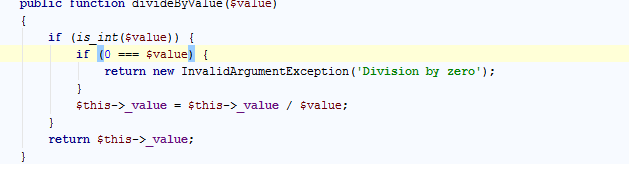 public function divideByValue($value)
{
if (is_int($value)) {
if (0 === $value) {
return new InvalidArgumentException('Division by zero');
}
$this->_value = $this->_value / $value;
}
return $this->_value;
}